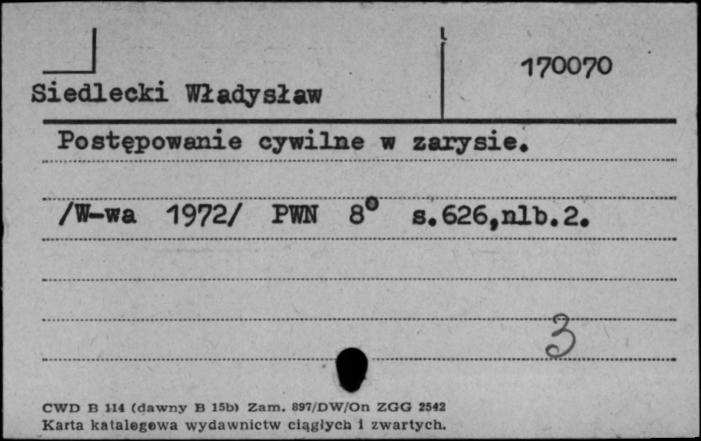 170070
Siedlecki Władysław
Postępowanie cywilne w zarysie.
/W-wa 1972/ PWN 8° s.626,nlb.2.
3
CWD B 114 (dawny B 15b) Zam. 897/DW/On ZGG 2542
Karta katalogowa wydawnictw ciągłych i zwartych.